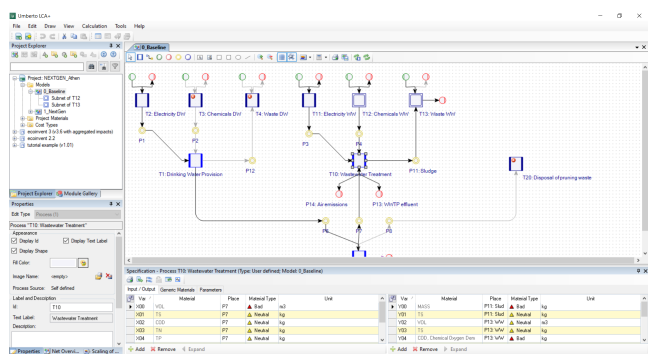 Umberto LCA+
File Edit Draw View Calculation Tools Help
Project Explorer
0_Baseline
Project: NEXTGEN_Athen
Models
0_Baseline
Subnet of T12
Subnet of T13
1_NextGen
Project Materials
Cost Types
ecoinvent 3 (v3.6 with aggregated impacts)
ecoinvent 2.2
tutorial example (v1.01)
Project Explorer Module Gallery
Properties
Edit Type Process (1)
Process "T10: Wastewater Treatment"
Appearance
Display Id Display Text Label
Display Shape
Fill Color:
Image Name: <empty>
Process Source: Self defined
Label and Description
Id: T10
Text Label: Wastewater Treatment
Description:
Properties Net Overvi... Scaling of ...
T2: Electricity DW T3: Chemicals DW T4: Waste DW T11: Electricity WW T12: Chemicals WW T13: Waste WW
P1 P2 P3 P4
T1: Drinking Water Provision P12 T10: Wastewater Treatment P11: Sludge
T20: Disposal of pruning waste
P14: Air emissions P13: WWTP effluent
P6 P7 P8
Specification - Process T10: Wastewater Treatment (Type: User defined; Model: 0_Baseline)
Input / Output Generic Materials Parameters
Var Material Place Material Type Unit
X00 VOL P7 Bad m3
X01 TS P7 Neutral kg
X02 COD P7 Neutral kg
X03 TN P7 Neutral kg
X04 TP P7 Neutral kg
Add Remove Expand
Var Material Place Material Type Unit
Y00 MASS P11: Slud Bad kg
Y01 TS P11: Slud Neutral kg
Y02 VOL P13: WW Neutral m3
Y03 TS P13: WW Neutral kg
Y04 COD, Chemical Oxygen Dem P13: WW Bad kg
Add Remove Expand